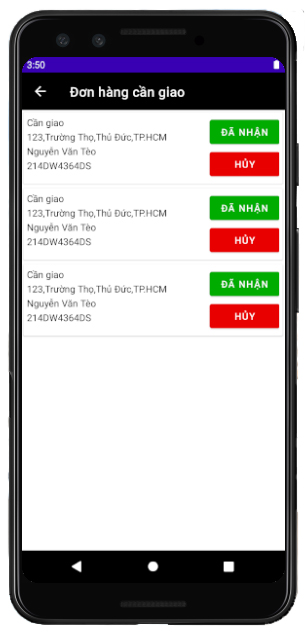 3:50
Đơn hàng cần giao
Cần giao
123,Trường Thọ,Thủ Đức,TP.HCM
Nguyễn Văn Tèo
214DW4364DS
ĐÃ NHẬN
HỦY
Cần giao
123,Trường Thọ,Thủ Đức,TP.HCM
Nguyễn Văn Tèo
214DW4364DS
ĐÃ NHẬN
HỦY
Cần giao
123,Trường Thọ,Thủ Đức,TP.HCM
Nguyễn Văn Tèo
214DW4364DS
ĐÃ NHẬN
HỦY